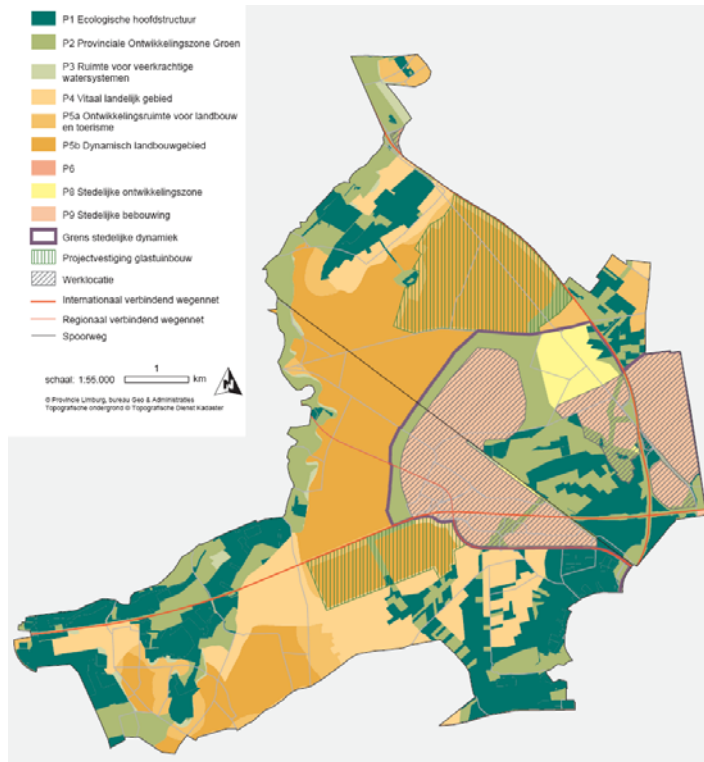 P1 Ecologische hoofdstructuur
P2 Provinciale Ontwikkelingszone Groen
P3 Ruimte voor veerkrachtige
watersystemen
P4 Vitaal landelijk gebied
P5a Ontwikkelingsruimte voor landbouw
en toerisme
P5b Dynamisch landbouwgebied
P6
P8 Stedelijke ontwikkelingszone
P9 Stedelijke bebouwing
Grens stedelijke dynamiek
Projectvestiging glastuinbouw
Werklocatie
Internationaal verbindend wegennet
Regionaal verbindend wegennet
Spoorweg
1
schaal: 1:55.000 km
© Provincie Limburg, bureau Geo & Administraties
Topografische ondergrond © Topografische Dienst Kadaster